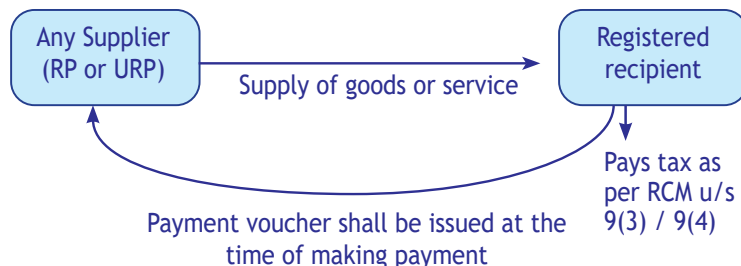 Any Supplier
(RP or URP)
Supply of goods or service
Registered
recipient
Pays tax as
per RCM u/s
9(3) / 9(4)
Payment voucher shall be issued at the
time of making payment